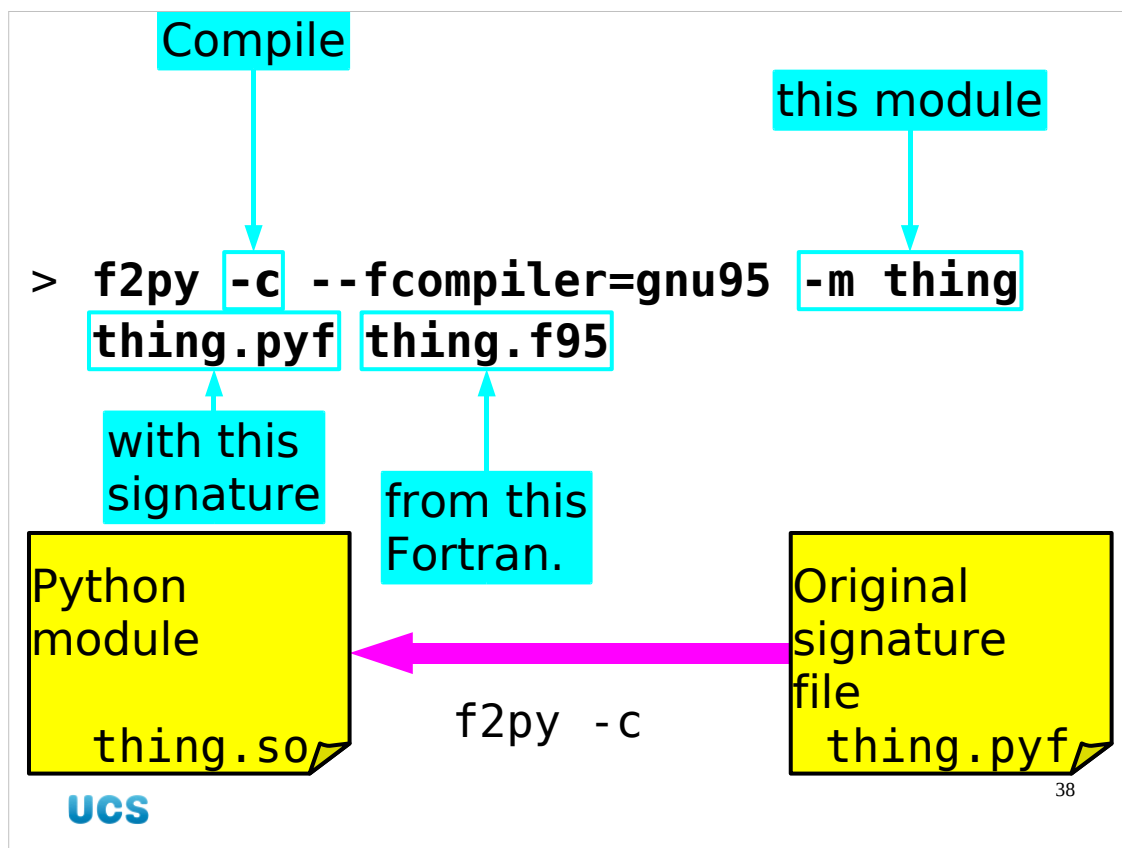 Compile
this module
> f2py -c --fcompiler=gnu95 -m thing
thing.pyf thing.f95
with this
signature
from this
Fortran.
Python
module
thing.so
f2py -c
Original
signature
file
thing.pyf
38
UCS